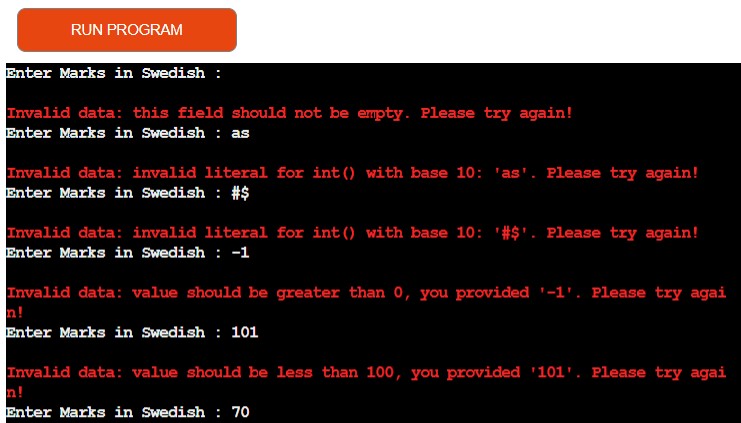 RUN PROGRAM
Enter Marks in Swedish :
Invalid data: this field should not be empty. Please try again!
Enter Marks in Swedish : as
Invalid data: invalid literal for int() with base 10: 'as'. Please try again!
Enter Marks in Swedish : #$
Invalid data: invalid literal for int() with base 10: '#$'. Please try again!
Enter Marks in Swedish : -1
Invalid data: value should be greater than 0, you provided '-1'. Please try agai
n!
Enter Marks in Swedish : 101
Invalid data: value should be less than 100, you provided '101'. Please try agai
n!
Enter Marks in Swedish : 70